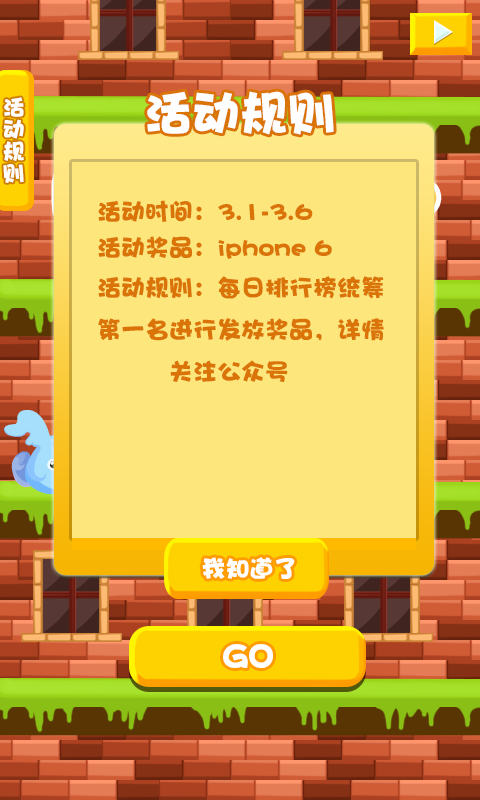 活动规则
活动规则
活动时间：3.1-3.6
活动奖品：iphone 6
活动规则：每日排行榜统筹
第一名进行发放奖品，详情
关注公众号
我知道了
GO